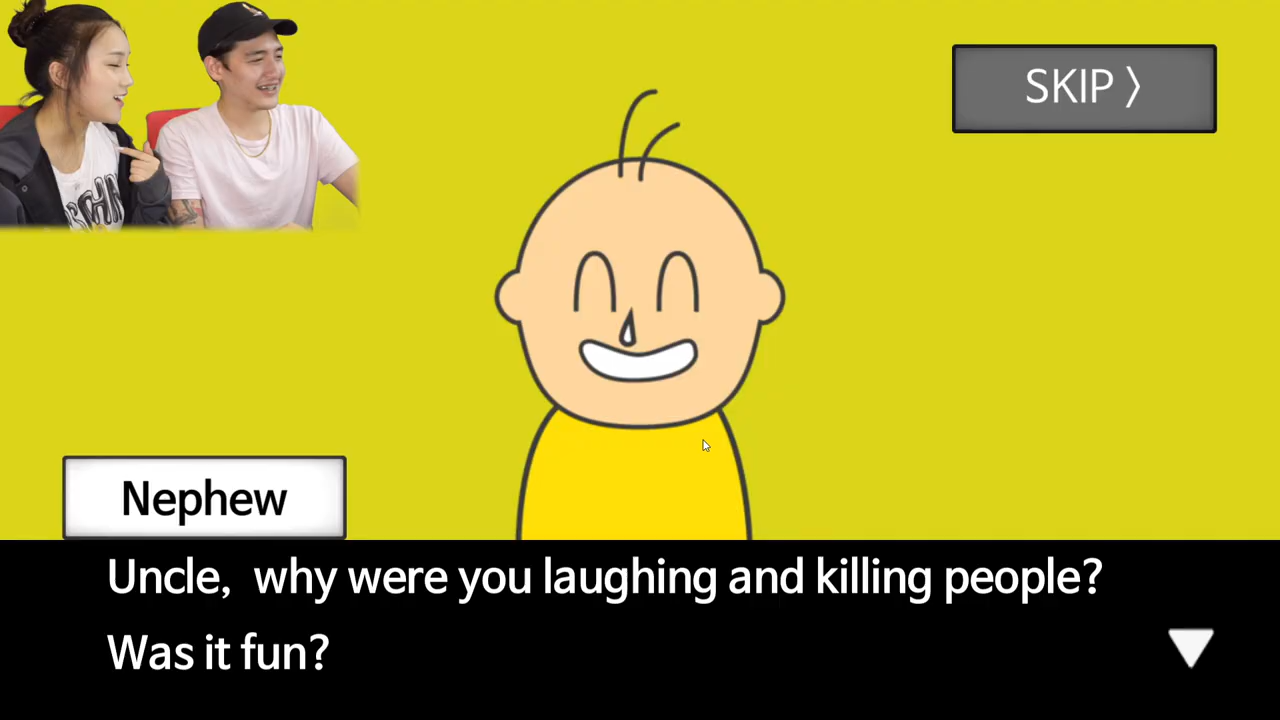 SKIP 〉
Nephew
Uncle,  why were you laughing and killing people?
Was it fun?